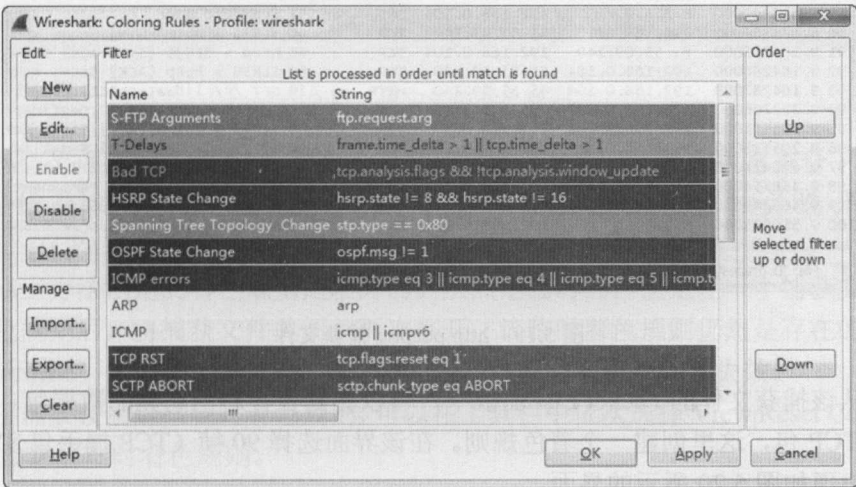 Wireshark: Coloring Rules - Profile: wireshark
Edit
New
Edit...
Enable
Disable
Delete
Manage
Import...
Export...
Clear
Filter
List is processed in order until match is found
Name String
S-FTP Arguments ftp.request.arg
T-Delays frame.time_delta > 1 || tcp.time_delta > 1
Bad TCP tcp.analysis.flags && !tcp.analysis.window_update
HSRP State Change hsrp.state != 8 && hsrp.state != 16
Spanning Tree Topology Change stp.type == 0x80
OSPF State Change ospf.msg != 1
ICMP errors icmp.type eq 3 || icmp.type eq 4 || icmp.type eq 5 || icmp.ty
ARP arp
ICMP icmp || icmpv6
TCP RST tcp.flags.reset eq 1
SCTP ABORT sctp.chunk_type eq ABORT
Order
Up
Move
selected filter
up or down
Down
Help
OK
Apply
Cancel